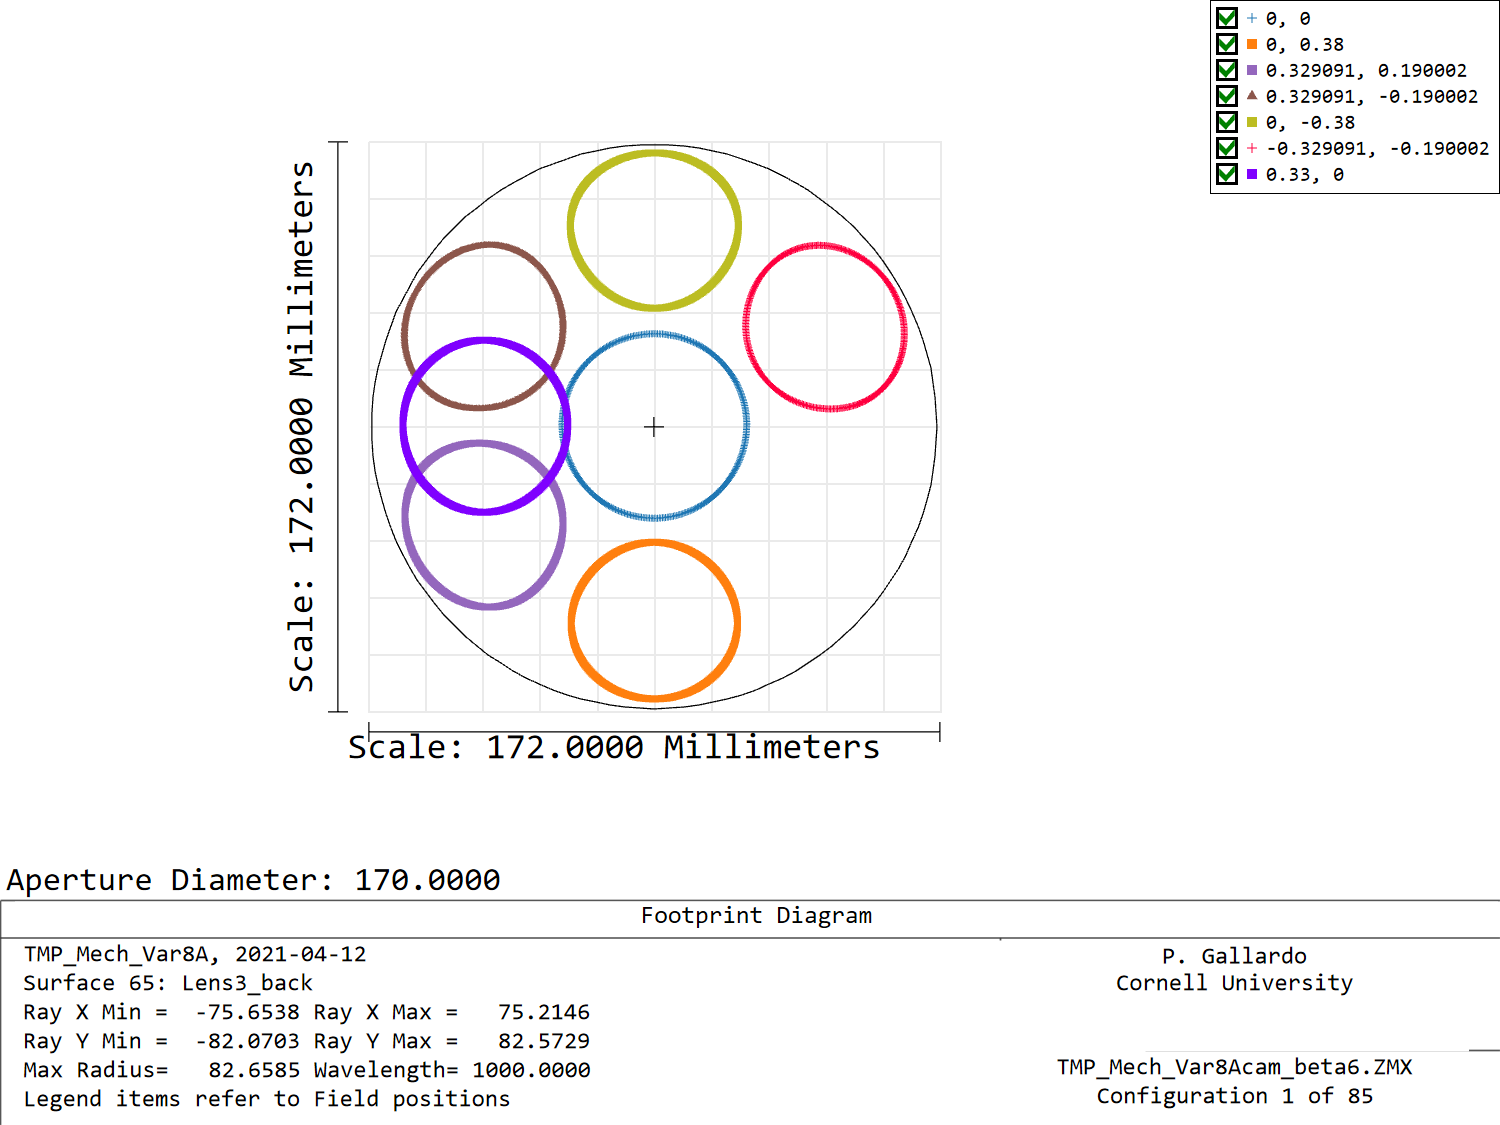 0, 0
0, 0.38
0.329091, 0.190002
0.329091, -0.190002
0, -0.38
-0.329091, -0.190002
0.33, 0
Scale: 172.0000 Millimeters
Scale: 172.0000 Millimeters
Aperture Diameter: 170.0000
Footprint Diagram
TMP_Mech_Var8A, 2021-04-12
Surface 65: Lens3_back
Ray X Min =  -75.6538 Ray X Max =   75.2146
Ray Y Min =  -82.0703 Ray Y Max =   82.5729
Max Radius=   82.6585 Wavelength= 1000.0000
Legend items refer to Field positions
P. Gallardo
Cornell University
TMP_Mech_Var8Acam_beta6.ZMX
Configuration 1 of 85